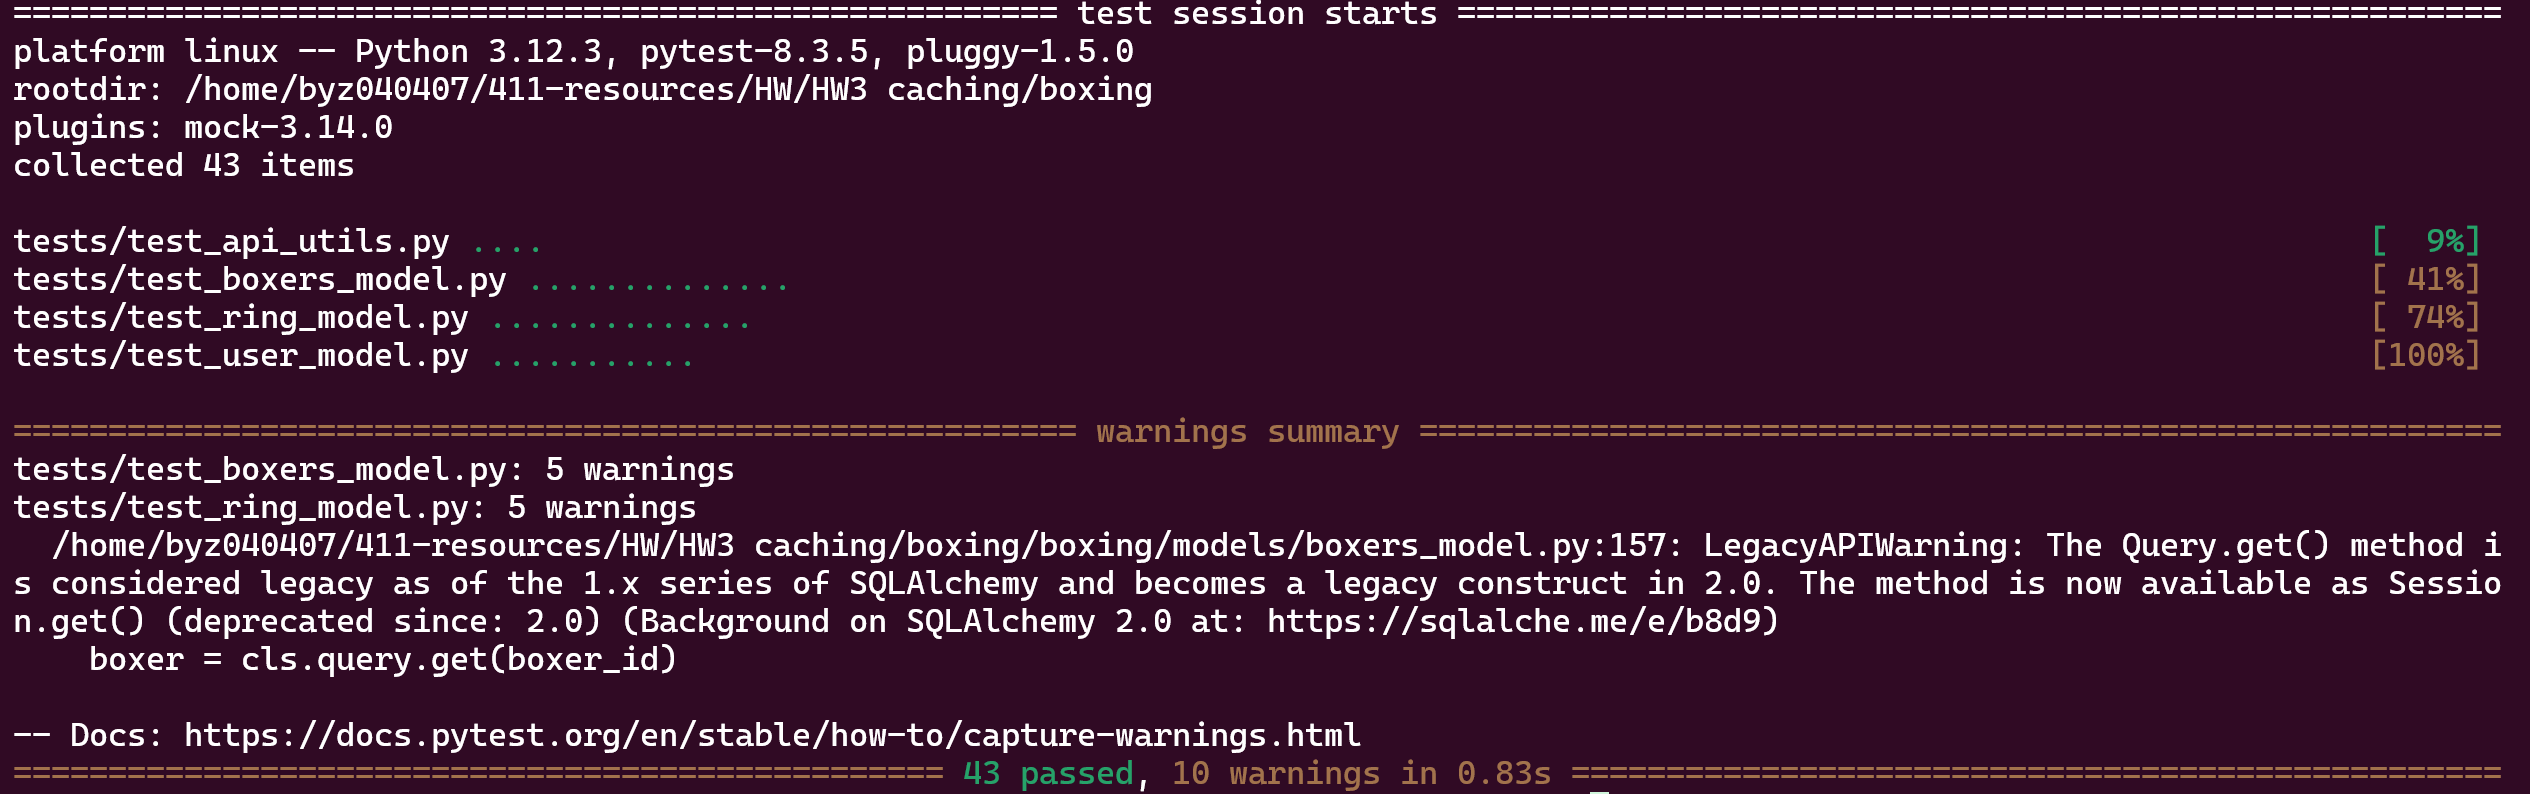 ======================================================= test session starts =======================================================
platform linux -- Python 3.12.3, pytest-8.3.5, pluggy-1.5.0
rootdir: /home/byz040407/411-resources/HW/HW3 caching/boxing
plugins: mock-3.14.0
collected 43 items
tests/test_api_utils.py .... [  9%]
tests/test_boxers_model.py .............. [ 41%]
tests/test_ring_model.py .............. [ 74%]
tests/test_user_model.py ........... [100%]
======================================================== warnings summary =========================================================
tests/test_boxers_model.py: 5 warnings
tests/test_ring_model.py: 5 warnings
  /home/byz040407/411-resources/HW/HW3 caching/boxing/boxing/models/boxers_model.py:157: LegacyAPIWarning: The Query.get() method i
s considered legacy as of the 1.x series of SQLAlchemy and becomes a legacy construct in 2.0. The method is now available as Sessio
n.get() (deprecated since: 2.0) (Background on SQLAlchemy 2.0 at: https://sqlalche.me/e/b8d9)
    boxer = cls.query.get(boxer_id)
-- Docs: https://docs.pytest.org/en/stable/how-to/capture-warnings.html
================================================= 43 passed, 10 warnings in 0.83s =================================================